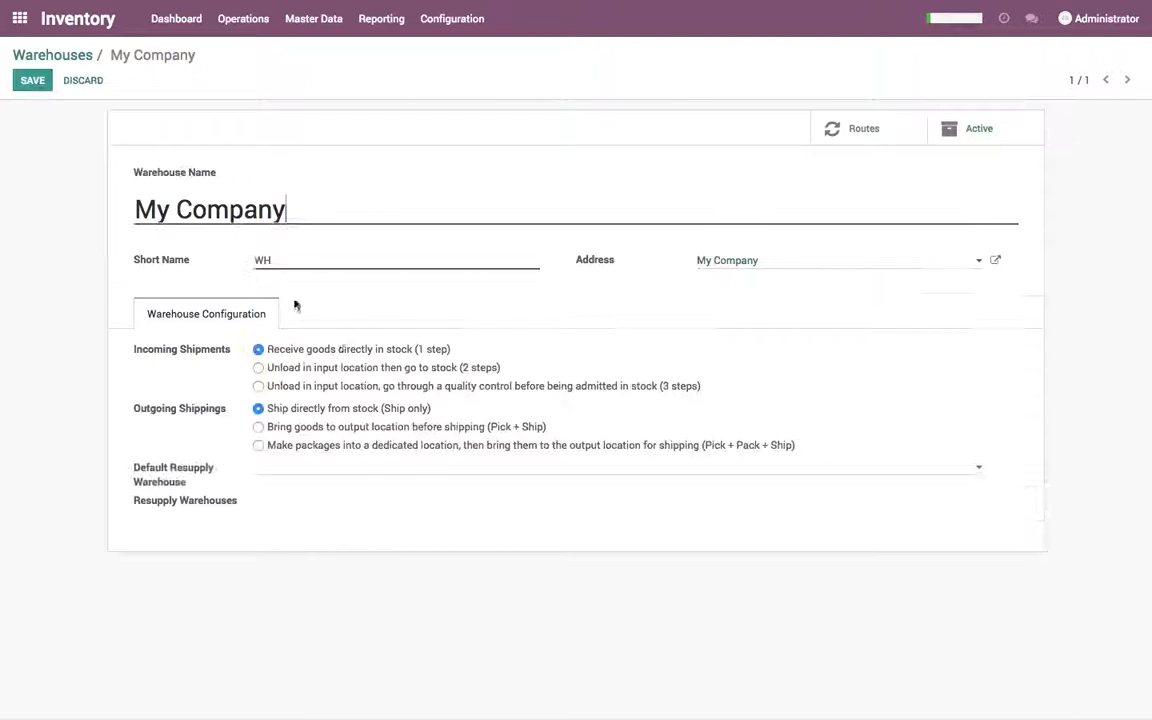 Inventory Dashboard Operations Master Data Reporting Configuration Administrator
Warehouses / My Company
SAVE DISCARD 1 / 1
Routes Active
Warehouse Name
My Company
Short Name WH Address My Company
Warehouse Configuration
Incoming Shipments Receive goods directly in stock (1 step)
Unload in input location then go to stock (2 steps)
Unload in input location, go through a quality control before being admitted in stock (3 steps)
Outgoing Shippings Ship directly from stock (Ship only)
Bring goods to output location before shipping (Pick + Ship)
Make packages into a dedicated location, then bring them to the output location for shipping (Pick + Pack + Ship)
Default Resupply
Warehouse
Resupply Warehouses